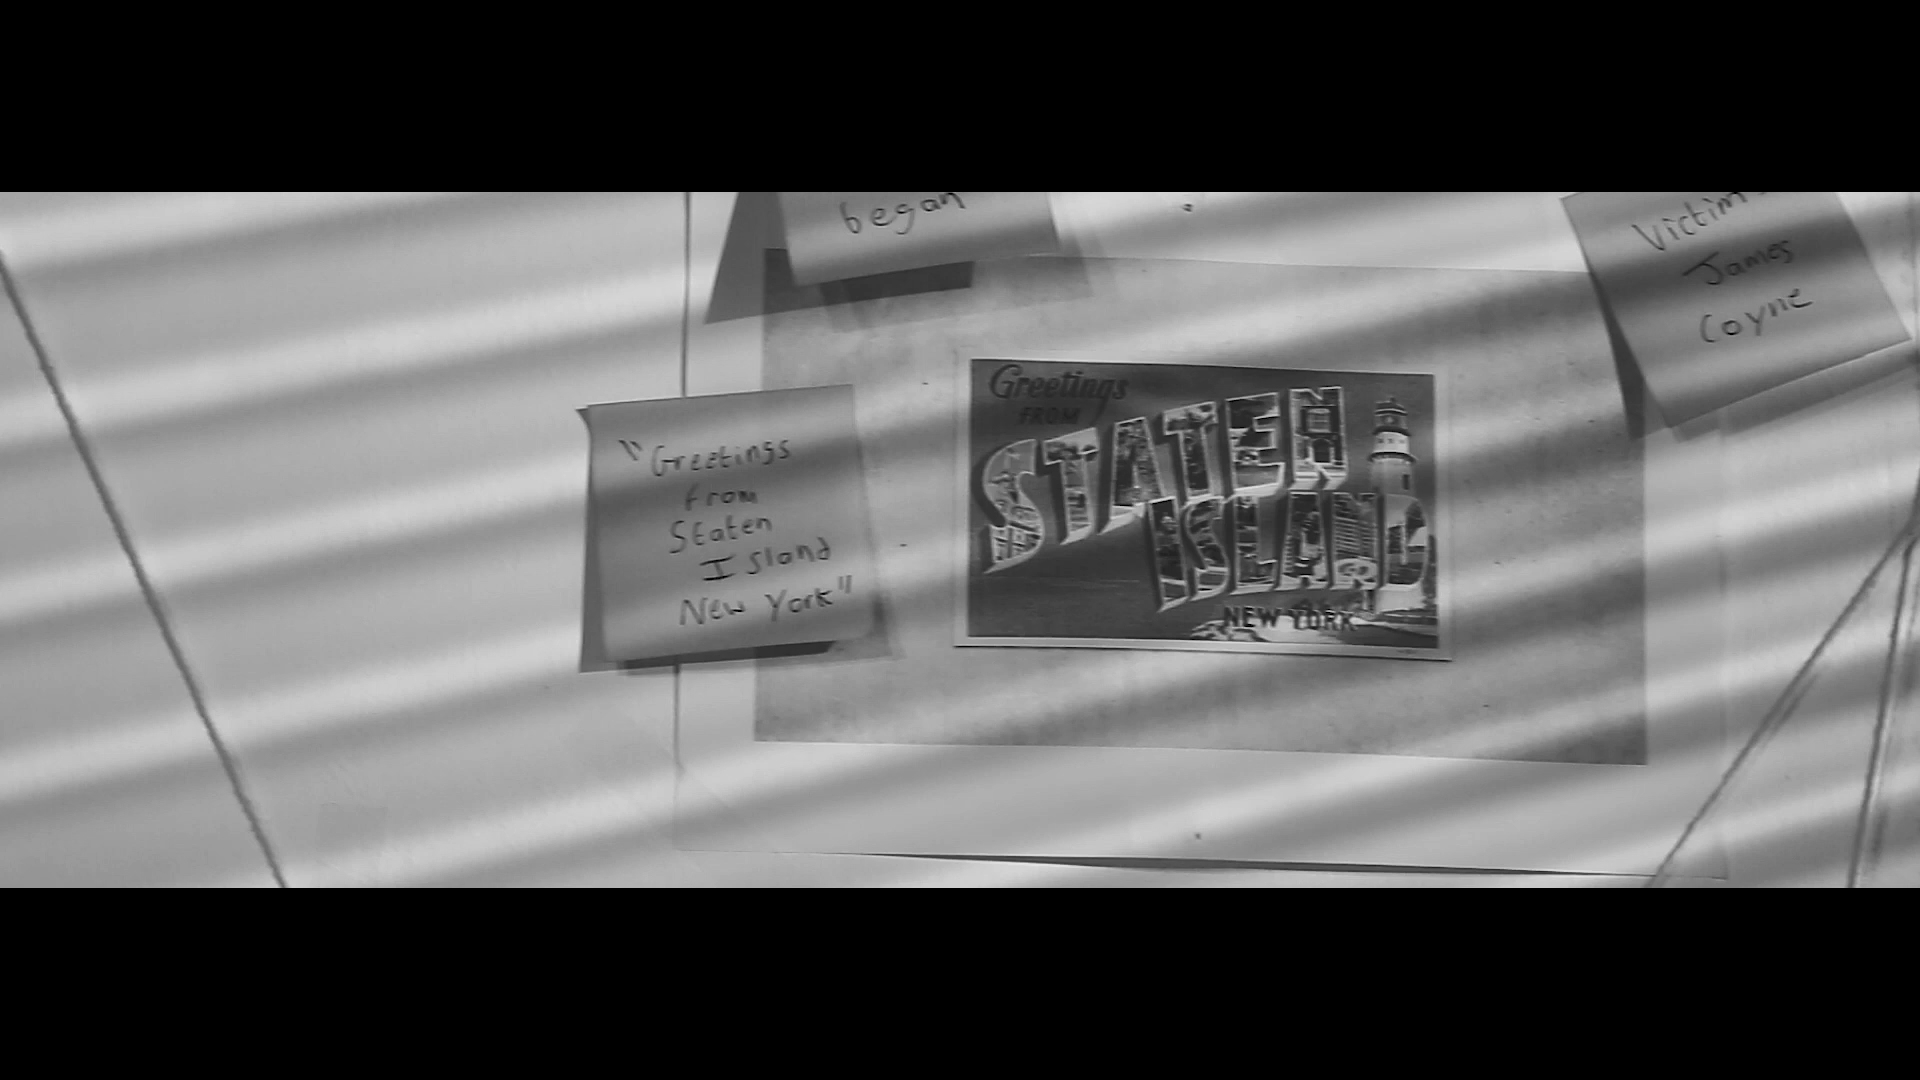 began
Victim
James
Coyne
"Greetings
from
Staten
Island
New York"
Greetings
FROM
STATEN
ISLAND
NEW YORK